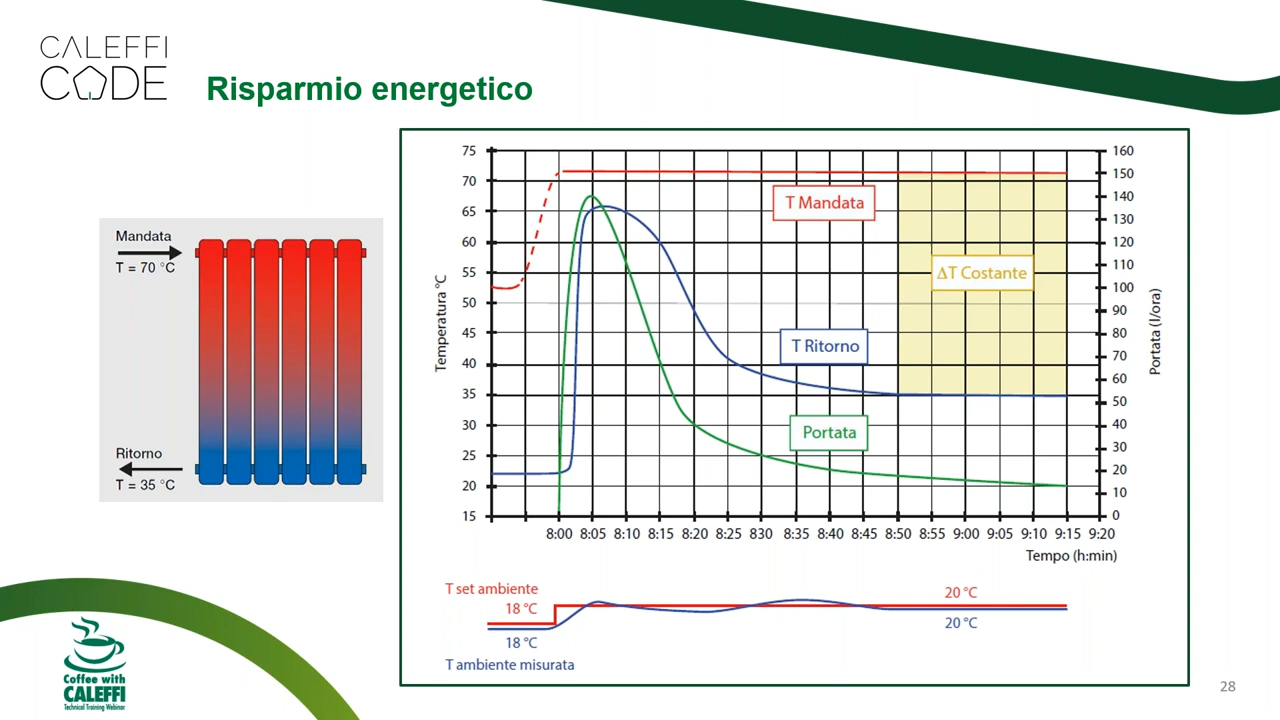 CALEFFI
CODE
Risparmio energetico
Mandata
T = 70 °C
Ritorno
T = 35 °C
75
70
65
60
55
50
45
40
35
30
25
20
15
Temperatura °C
160
150
140
130
120
110
100
90
80
70
60
50
40
30
20
10
0
Portata (l/ora)
T Mandata
ΔT Costante
T Ritorno
Portata
8:00 8:05 8:10 8:15 8:20 8:25 830 8:35 8:40 8:45 8:50 8:55 9:00 9:05 9:10 9:15 9:20
Tempo (h:min)
T set ambiente
18 °C
20 °C
18 °C
20 °C
T ambiente misurata
Coffee with
CALEFFI
Technical Training Webinar
28